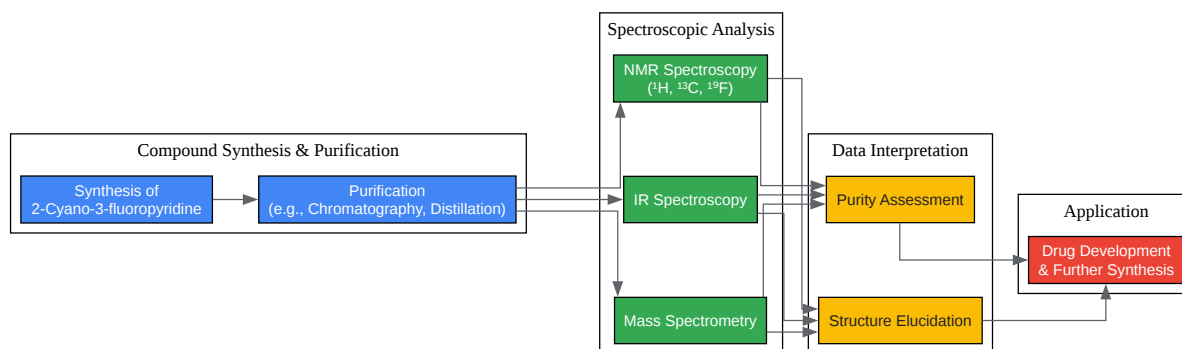 Spectroscopic Analysis
NMR Spectroscopy
(¹H, ¹³C, ¹⁹F)
Compound Synthesis & Purification
Data Interpretation
Synthesis of
2-Cyano-3-fluoropyridine
Purification
(e.g., Chromatography, Distillation)
IR Spectroscopy
Purity Assessment
Application
Drug Development
& Further Synthesis
Mass Spectrometry
Structure Elucidation